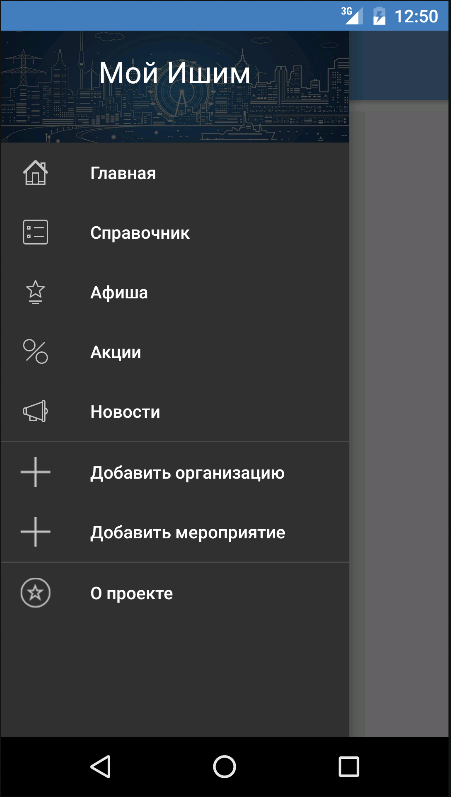 3G 12:50
Мой Ишим
Главная
Справочник
Афиша
Акции
Новости
Добавить организацию
Добавить мероприятие
О проекте